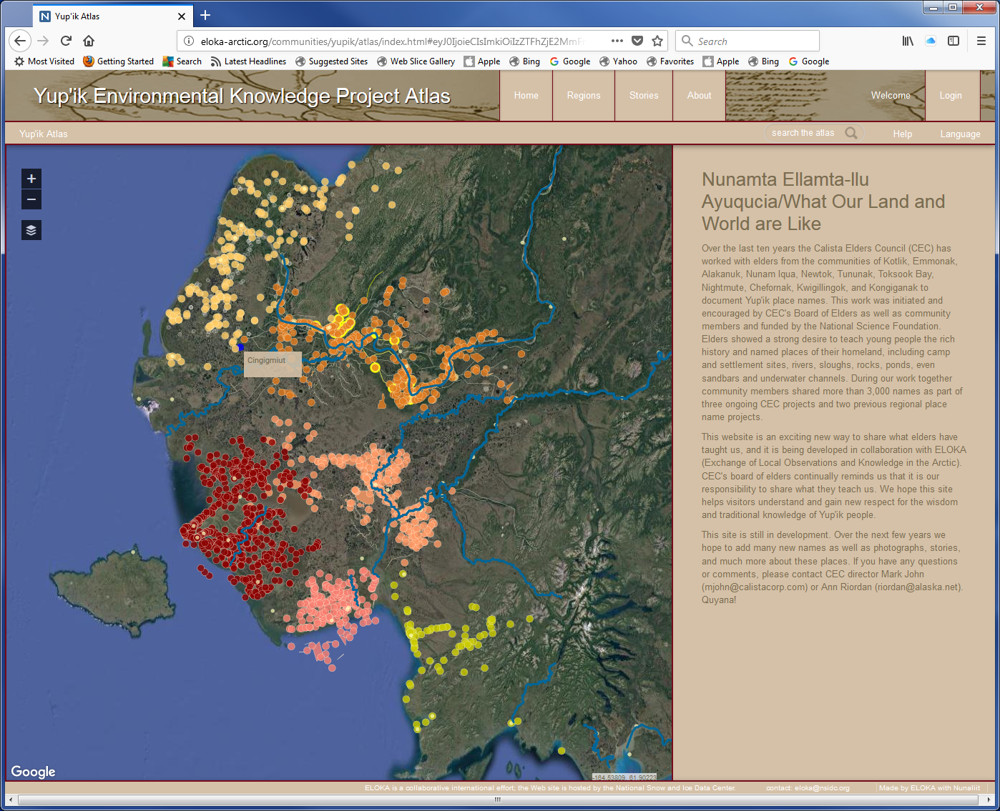 Yup'ik Atlas
eloka-arctic.org/communities/yupik/atlas/index.html#eyJ0IjoieCIsImkiOiIzZTFhZjE2MmF
Search
Most Visited
Getting Started
Search
Latest Headlines
Suggested Sites
Web Slice Gallery
Apple
Bing
Google
Yahoo
Favorites
Apple
Bing
Google
Yup'ik Environmental Knowledge Project Atlas
Home
Regions
Stories
About
Welcome
Login
Yup'ik Atlas
search the atlas
Help
Language
+
−
Cingigmiut
Google
-164.53809, 61.90223
Nunamta Ellamta-llu
Ayuqucia/What Our Land and
World are Like
Over the last ten years the Calista Elders Council (CEC) has
worked with elders from the communities of Kotlik, Emmonak,
Alakanuk, Nunam Iqua, Newtok, Tununak, Toksook Bay,
Nightmute, Chefornak, Kwigillingok, and Kongiganak to
document Yup'ik place names. This work was initiated and
encouraged by CEC's Board of Elders as well as community
members and funded by the National Science Foundation.
Elders showed a strong desire to teach young people the rich
history and named places of their homeland, including camp
and settlement sites, rivers, sloughs, rocks, ponds, even
sandbars and underwater channels. During our work together
community members shared more than 3,000 names as part of
three ongoing CEC projects and two previous regional place
name projects.
This website is an exciting new way to share what elders have
taught us, and it is being developed in collaboration with ELOKA
(Exchange of Local Observations and Knowledge in the Arctic).
CEC's board of elders continually reminds us that it is our
responsibility to share what they teach us. We hope this site
helps visitors understand and gain new respect for the wisdom
and traditional knowledge of Yup'ik people.
This site is still in development. Over the next few years we
hope to add many new names as well as photographs, stories,
and much more about these places. If you have any questions
or comments, please contact CEC director Mark John
(mjohn@calistacorp.com) or Ann Riordan (riordan@alaska.net).
Quyana!
ELOKA is a collaborative international effort; the Web site is hosted by the National Snow and Ice Data Center.
contact: eloka@nsidc.org
Made by ELOKA with Nunaliit